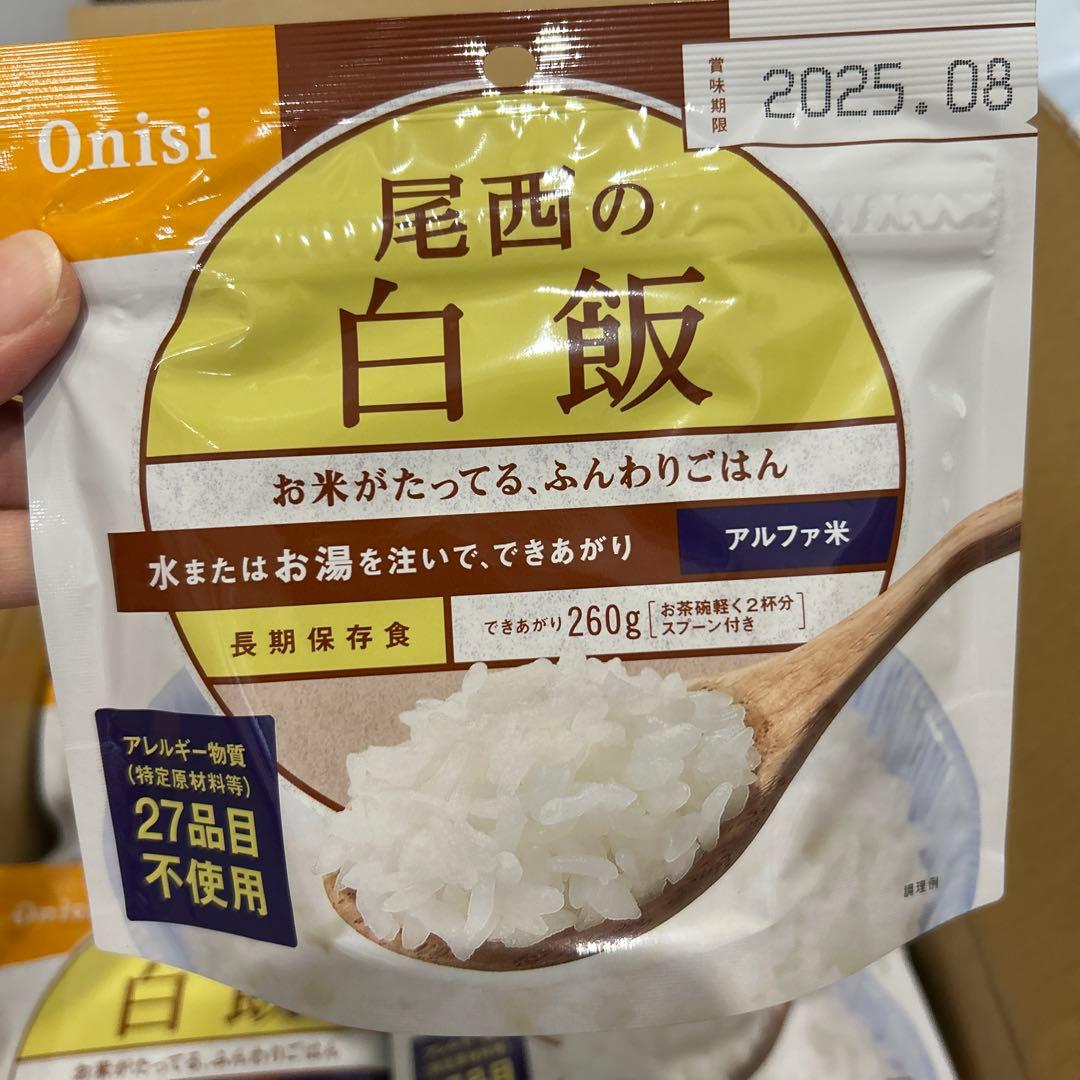 Onisi
賞味期限
2025.08
尾西の
白飯
お米がたってる、ふんわりごはん
水またはお湯を注いで、できあがり
アルファ米
長期保存食
できあがり260g
お茶碗軽く2杯分
スプーン付き
アレルギー物質
(特定原材料等)
27品目
不使用
調理例
Onisi
白飯
お米がたってる、ふんわりごはん